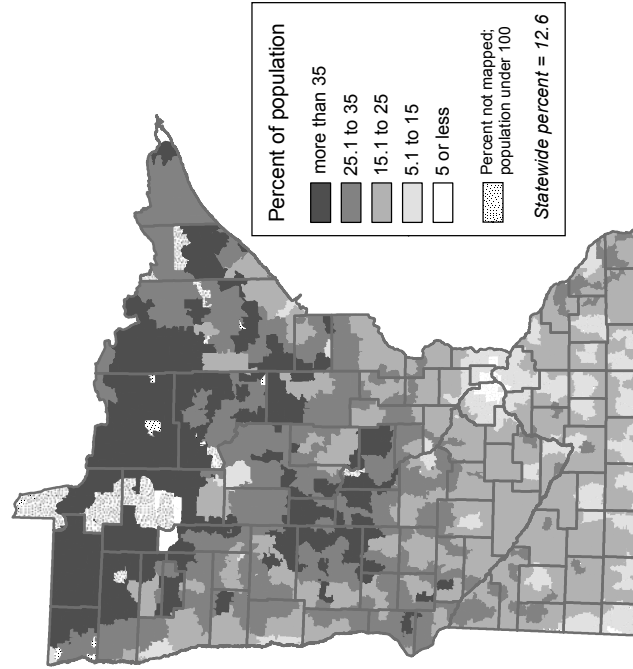 Percent of population
more than 35
25.1 to 35
15.1 to 25
5.1 to 15
5 or less
Percent not mapped;
population under 100
Statewide percent = 12.6